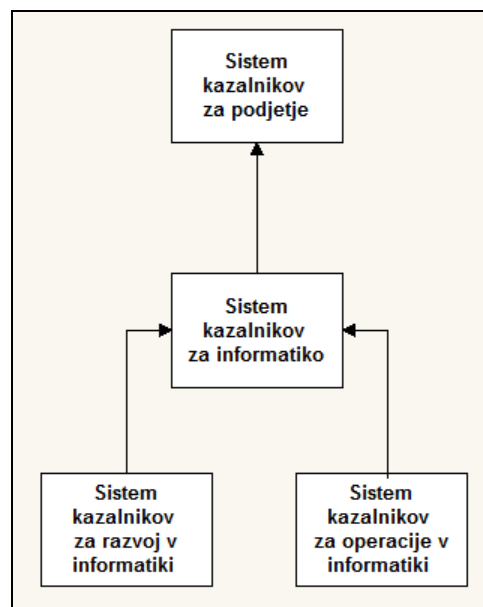 Sistem
kazalnikov
za podjetje
Sistem
kazalnikov
za informatiko
Sistem
kazalnikov
za razvoj v
informatiki
Sistem
kazalnikov
za operacije v
informatiki